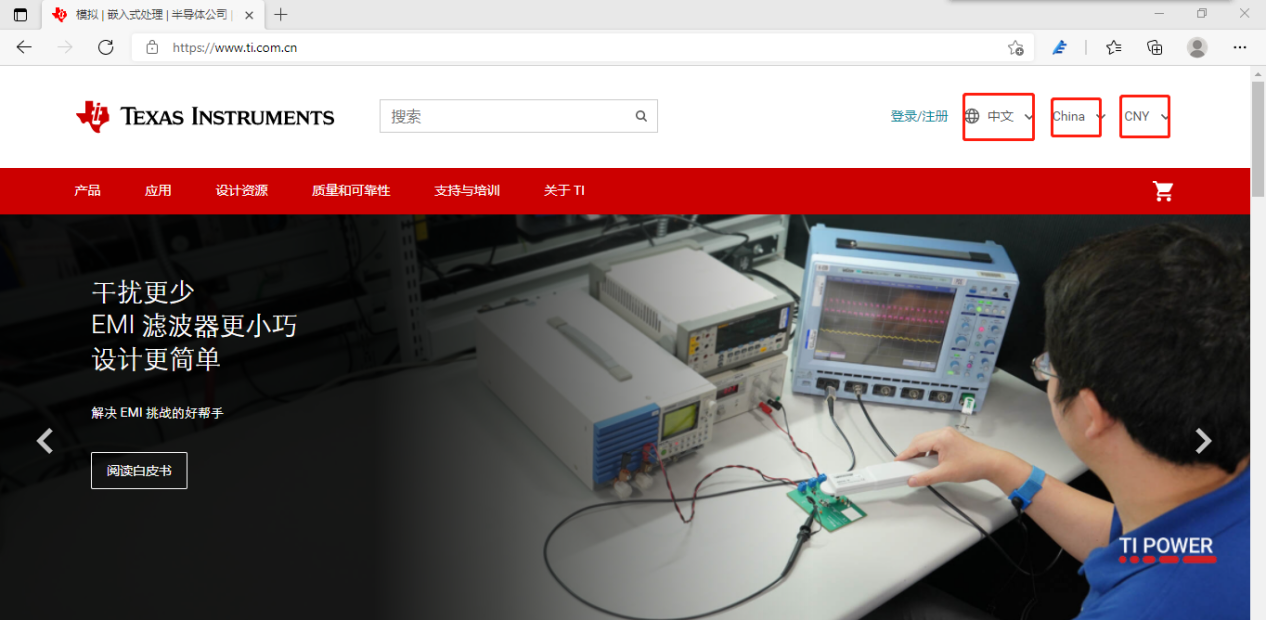 模拟 | 嵌入式处理 | 半导体公司 |
https://www.ti.com.cn
TEXAS INSTRUMENTS
搜索
登录/注册
中文
China
CNY
产品
应用
设计资源
质量和可靠性
支持与培训
关于 TI
干扰更少
EMI 滤波器更小巧
设计更简单
解决 EMI 挑战的好帮手
阅读白皮书
TI POWER